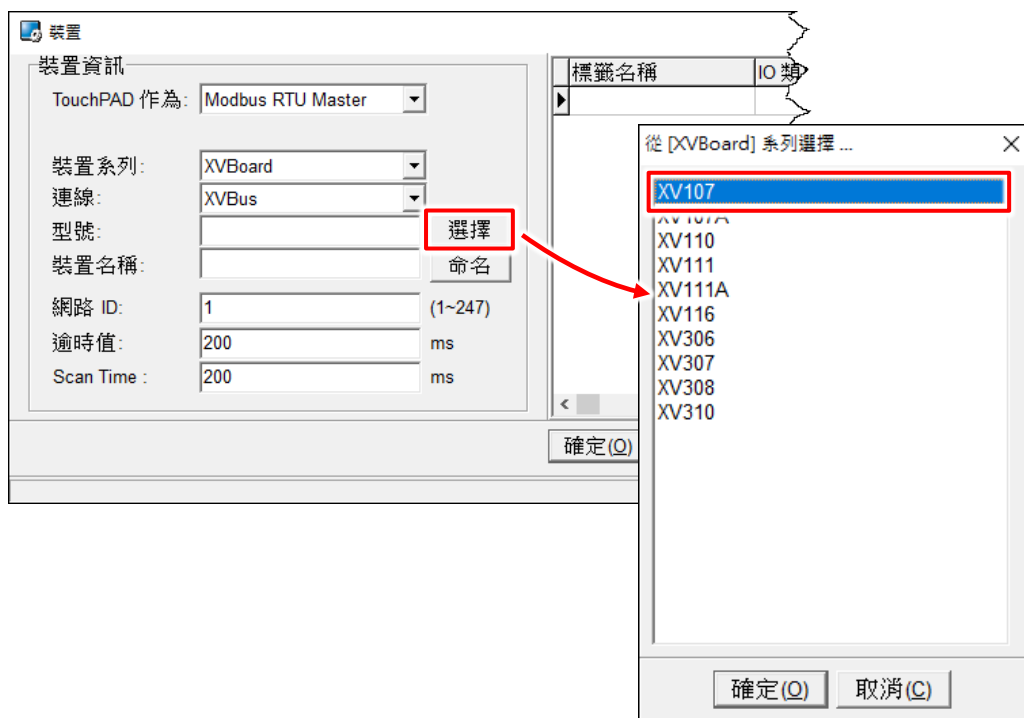 裝置
裝置資訊
TouchPAD 作為: Modbus RTU Master
裝置系列: XVBoard
連線: XVBus
型號: 選擇
裝置名稱: 命名
網路 ID: 1 (1~247)
逾時值: 200 ms
Scan Time : 200 ms
標籤名稱 IO 類
確定(O)
從 [XVBoard] 系列選擇 ...
XV107
XV107A
XV110
XV111
XV111A
XV116
XV306
XV307
XV308
XV310
確定(O) 取消(C)